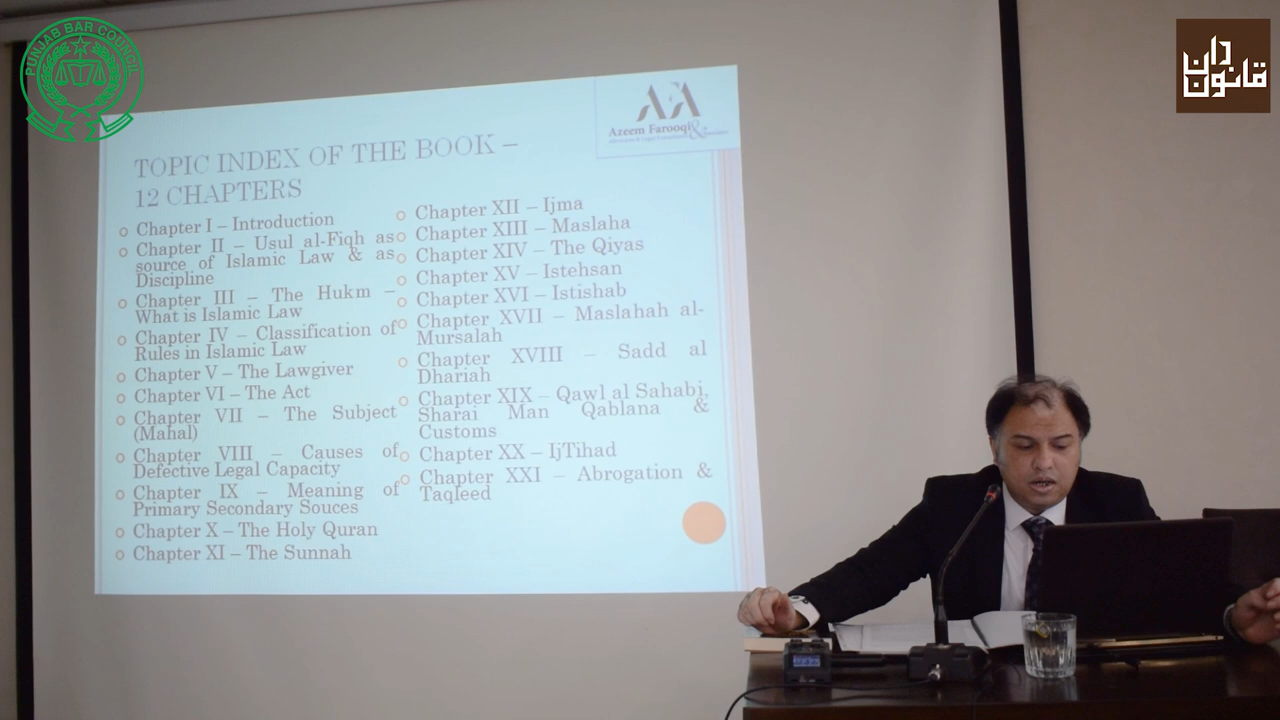 PUNJAB BAR COUNCIL
قانون دان
AFA
Azeem Farooqi &
TOPIC INDEX OF THE BOOK –
12 CHAPTERS
Chapter I – Introduction
Chapter II – Usul al-Fiqh as
source of Islamic Law & as
Discipline
Chapter III – The Hukm –
What is Islamic Law
Chapter IV – Classification of
Rules in Islamic Law
Chapter V – The Lawgiver
Chapter VI – The Act
Chapter VII – The Subject
(Mahal)
Chapter VIII – Causes of
Defective Legal Capacity
Chapter IX – Meaning of
Primary Secondary Souces
Chapter X – The Holy Quran
Chapter XI – The Sunnah
Chapter XII – Ijma
Chapter XIII – Maslaha
Chapter XIV – The Qiyas
Chapter XV – Istehsan
Chapter XVI – Istishab
Chapter XVII – Maslahah al-
Mursalah
Chapter XVIII – Sadd al
Dhariah
Chapter XIX – Qawl al Sahabi,
Sharai Man Qablana &
Customs
Chapter XX – IjTihad
Chapter XXI – Abrogation &
Taqleed